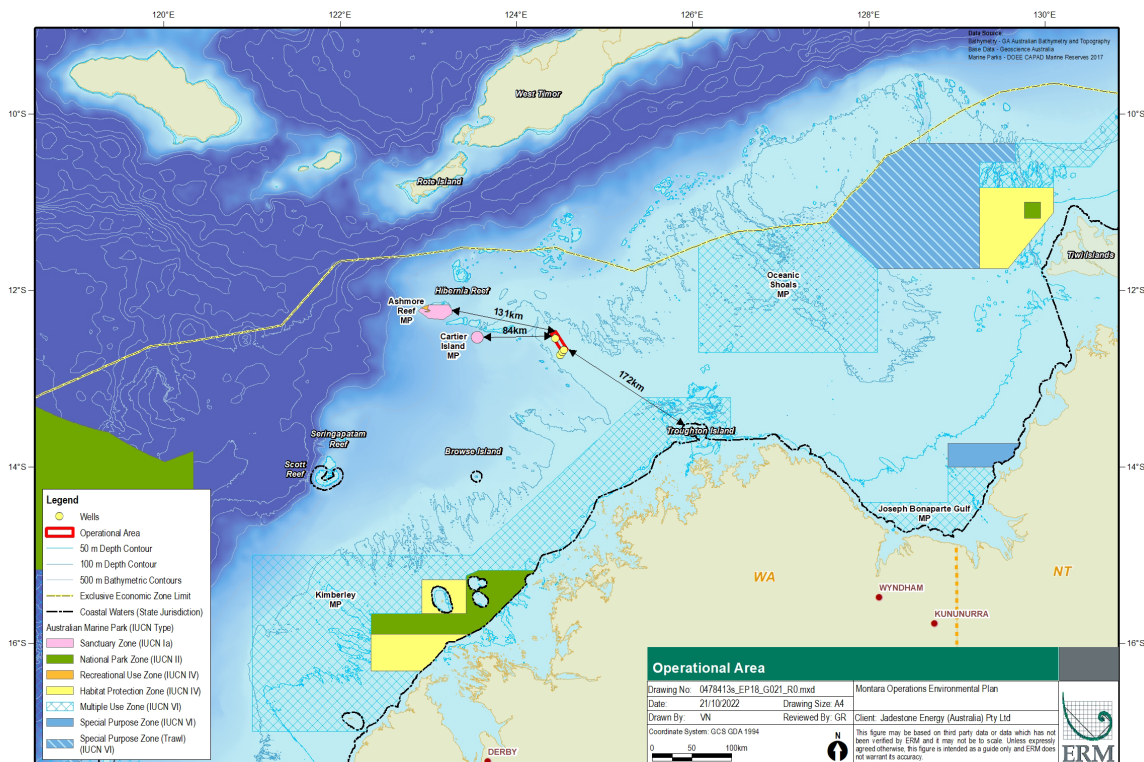 120°E
122°E
124°E
126°E
128°E
130°E
Data Source
Bathymetry - GA Australian Bathymetry and Topography
Base Data - Geoscience Australia
Marine Parks - DOEE CAPAD Marine Reserves 2017
West Timor
10°S
10°S
Rote Island
Tiwi Islands
Oceanic
Shoals
MP
12°S
12°S
Hibernia Reef
Ashmore
Reef
MP
131km
84km
Cartier
Island
MP
172km
Troughton Island
Seringapatam
Reef
Scott
Reef
Browse Island
14°S
14°S
Joseph Bonaparte Gulf
MP
Kimberley
MP
WA
NT
WYNDHAM
KUNUNURRA
16°S
16°S
DERBY
Legend
Wells
Operational Area
50 m Depth Contour
100 m Depth Contour
500 m Bathymetric Contours
Exclusive Economic Zone Limit
Coastal Waters (State Jurisdiction)
Australian Marine Park (IUCN Type)
Sanctuary Zone (IUCN Ia)
National Park Zone (IUCN II)
Recreational Use Zone (IUCN IV)
Habitat Protection Zone (IUCN IV)
Multiple Use Zone (IUCN VI)
Special Purpose Zone (IUCN VI)
Special Purpose Zone (Trawl)
(IUCN VI)
Operational Area
Drawing No: 0478413s_EP18_G021_R0.mxd
Date: 21/10/2022 Drawing Size: A4
Drawn By: VN Reviewed By: GR
Coordinate System: GCS GDA 1994
0 50 100km
N
Montara Operations Environmental Plan
Client: Jadestone Energy (Australia) Pty Ltd
This figure may be based on third party data or data which has not
been verified by ERM and it may not be to scale. Unless expressly
agreed otherwise, this figure is intended as a guide only and ERM does
not warrant its accuracy.
ERM